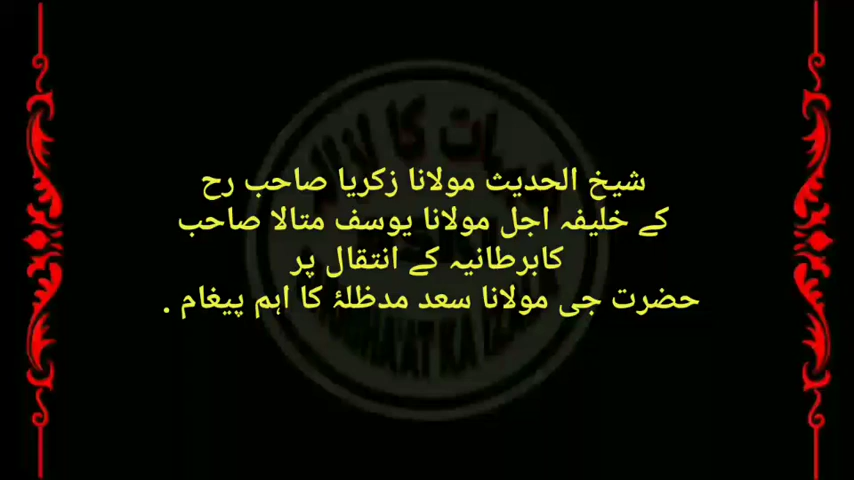 شیخ الحدیث مولانا زکریا صاحب رح
کے خلیفہ اجل مولانا یوسف متالا صاحب
کابرطانیہ کے انتقال پر
حضرت جی مولانا سعد مدظلۂ کا اہم پیغام .